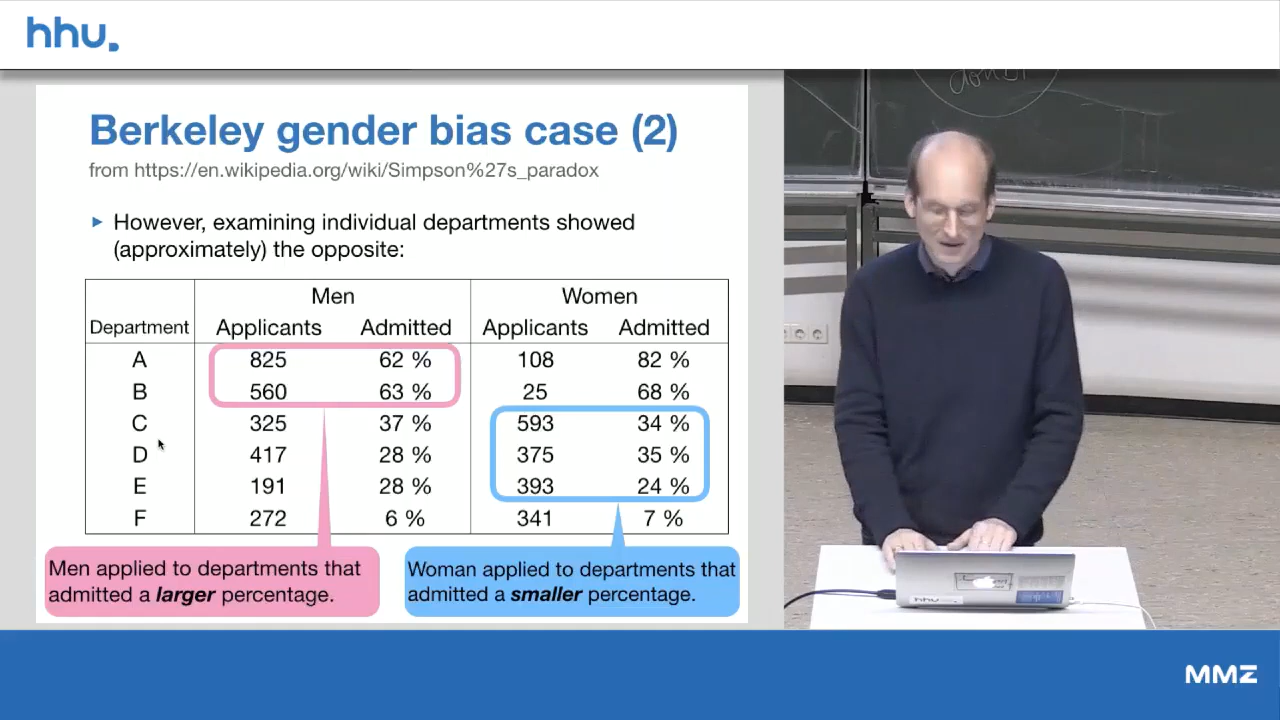 hhu.
Berkeley gender bias case (2)
from https://en.wikipedia.org/wiki/Simpson%27s_paradox
However, examining individual departments showed
(approximately) the opposite:
Men Women
Department Applicants Admitted Applicants Admitted
A 825 62 % 108 82 %
B 560 63 % 25 68 %
C 325 37 % 593 34 %
D 417 28 % 375 35 %
E 191 28 % 393 24 %
F 272 6 % 341 7 %
Men applied to departments that
admitted a larger percentage.
Woman applied to departments that
admitted a smaller percentage.
hhu.
MMZ